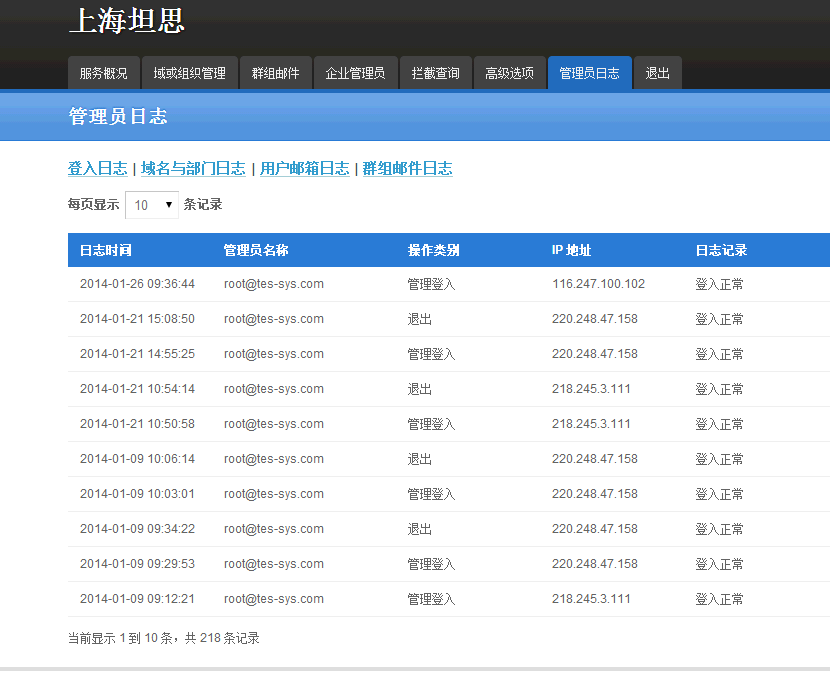 上海坦思
服务概况 域或组织管理 群组邮件 企业管理员 拦截查询 高级选项 管理员日志 退出
管理员日志
登入日志 | 域名与部门日志 | 用户邮箱日志 | 群组邮件日志
每页显示 10 条记录
日志时间 管理员名称 操作类别 IP 地址 日志记录
2014-01-26 09:36:44 root@tes-sys.com 管理登入 116.247.100.102 登入正常
2014-01-21 15:08:50 root@tes-sys.com 退出 220.248.47.158 登入正常
2014-01-21 14:55:25 root@tes-sys.com 管理登入 220.248.47.158 登入正常
2014-01-21 10:54:14 root@tes-sys.com 退出 218.245.3.111 登入正常
2014-01-21 10:50:58 root@tes-sys.com 管理登入 218.245.3.111 登入正常
2014-01-09 10:06:14 root@tes-sys.com 退出 220.248.47.158 登入正常
2014-01-09 10:03:01 root@tes-sys.com 管理登入 220.248.47.158 登入正常
2014-01-09 09:34:22 root@tes-sys.com 退出 220.248.47.158 登入正常
2014-01-09 09:29:53 root@tes-sys.com 管理登入 220.248.47.158 登入正常
2014-01-09 09:12:21 root@tes-sys.com 管理登入 218.245.3.111 登入正常
当前显示 1 到 10 条，共 218 条记录